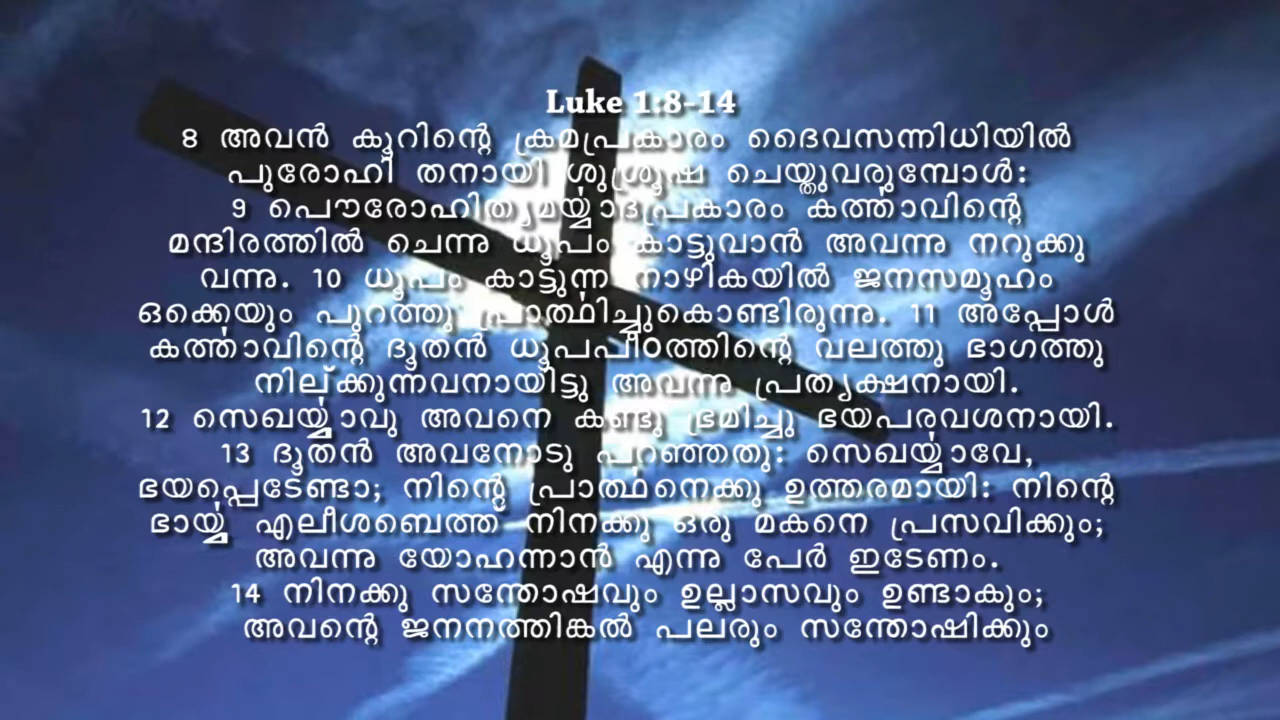 Luke 1:8-14
8 അവൻ കൂറിന്റെ ക്രമപ്രകാരം ദൈവസന്നിധിയിൽ
പുരോഹി തനായി ശുശ്രൂഷ ചെയ്തുവരുമ്പോൾ:
9 പൌരോഹിത്യമര്യ്യാദപ്രകാരം കർത്താവിന്റെ
മന്ദിരത്തിൽ ചെന്നു ധൂപം കാട്ടുവാൻ അവന്നു നറുക്കു
വന്നു. 10 ധൂപം കാട്ടുന്ന നാഴികയിൽ ജനസമൂഹം
ഒക്കെയും പുറത്തു പ്രാർത്ഥിച്ചുകൊണ്ടിരുന്നു. 11 അപ്പോൾ
കർത്താവിന്റെ ദൂതൻ ധൂപപീഠത്തിന്റെ വലത്തു ഭാഗത്തു
നില്ക്കുന്നവനായിട്ടു അവന്നു പ്രത്യക്ഷനായി.
12 സെഖര്യ്യാവു അവനെ കണ്ടു ഭ്രമിച്ചു ഭയപരവശനായി.
13 ദൂതൻ അവനോടു പറഞ്ഞതു: സെഖര്യ്യാവേ,
ഭയപ്പെടേണ്ടാ; നിന്റെ പ്രാർത്ഥനെക്കു ഉത്തരമായി: നിന്റെ
ഭാര്യ്യ എലീശബെത്ത് നിനക്കു ഒരു മകനെ പ്രസവിക്കും;
അവന്നു യോഹന്നാൻ എന്നു പേർ ഇടേണം.
14 നിനക്കു സന്തോഷവും ഉല്ലാസവും ഉണ്ടാകും;
അവന്റെ ജനനത്തിങ്കൽ പലരും സന്തോഷിക്കും